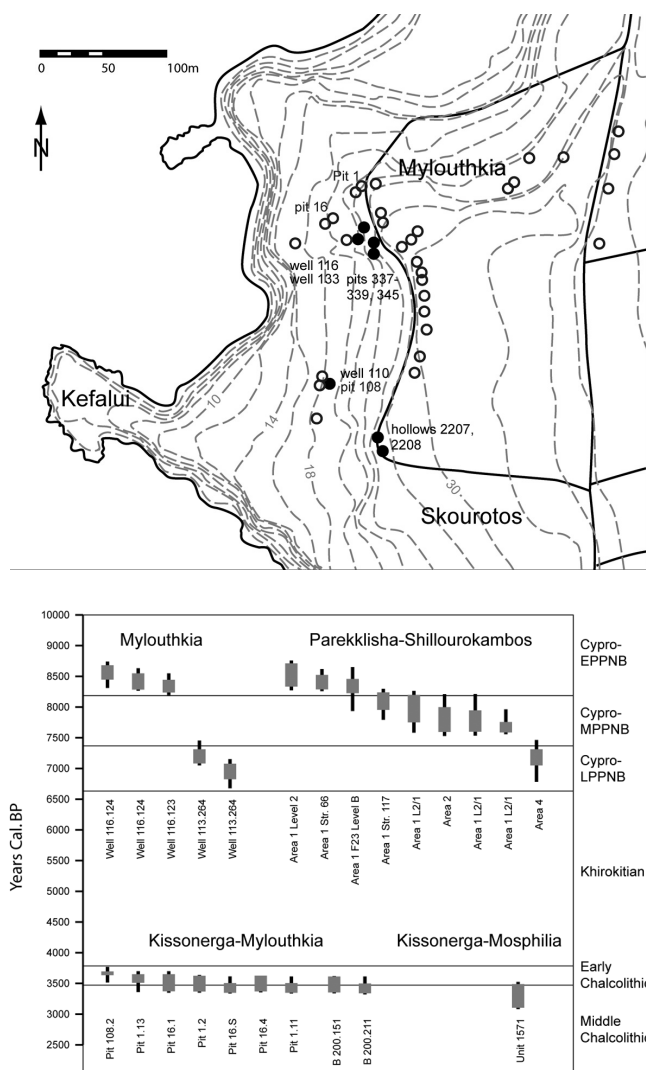 0 50 100m
N
Mylouthkia
Pit 1
pit 16
well 116
well 133
pits 337-
339, 345
well 110
pit 108
Kefalui
10
14
18
hollows 2207,
2208
30
Skourotos
Years Cal.BP
10000
9000
8500
8000
7000
6500
5500
5000
4500
4000
3500
3000
2500
Mylouthkia
Parekklisha-Shillourokambos
Cypro-
EPPNB
Cypro-
MPPNB
Cypro-
LPPNB
Khirokitian
Early
Chalcolithic
Middle
Chalcolithic
Well 116.124
Well 116.124
Well 116.123
Well 113.264
Well 113.264
Area 1 Level 2
Area 1 Str. 66
Area 1 F23 Level B
Area 1 Str. 117
Area 1 L2/1
Area 2
Area 1 L2/1
Area 1 L2/1
Area 4
Kissonerga-Mylouthkia
Kissonerga-Mosphilia
Pit 108.2
Pit 1.13
Pit 16.1
Pit 1.2
Pit 16.S
Pit 16.4
Pit 1.11
B 200.151
B 200.211
Unit 1571